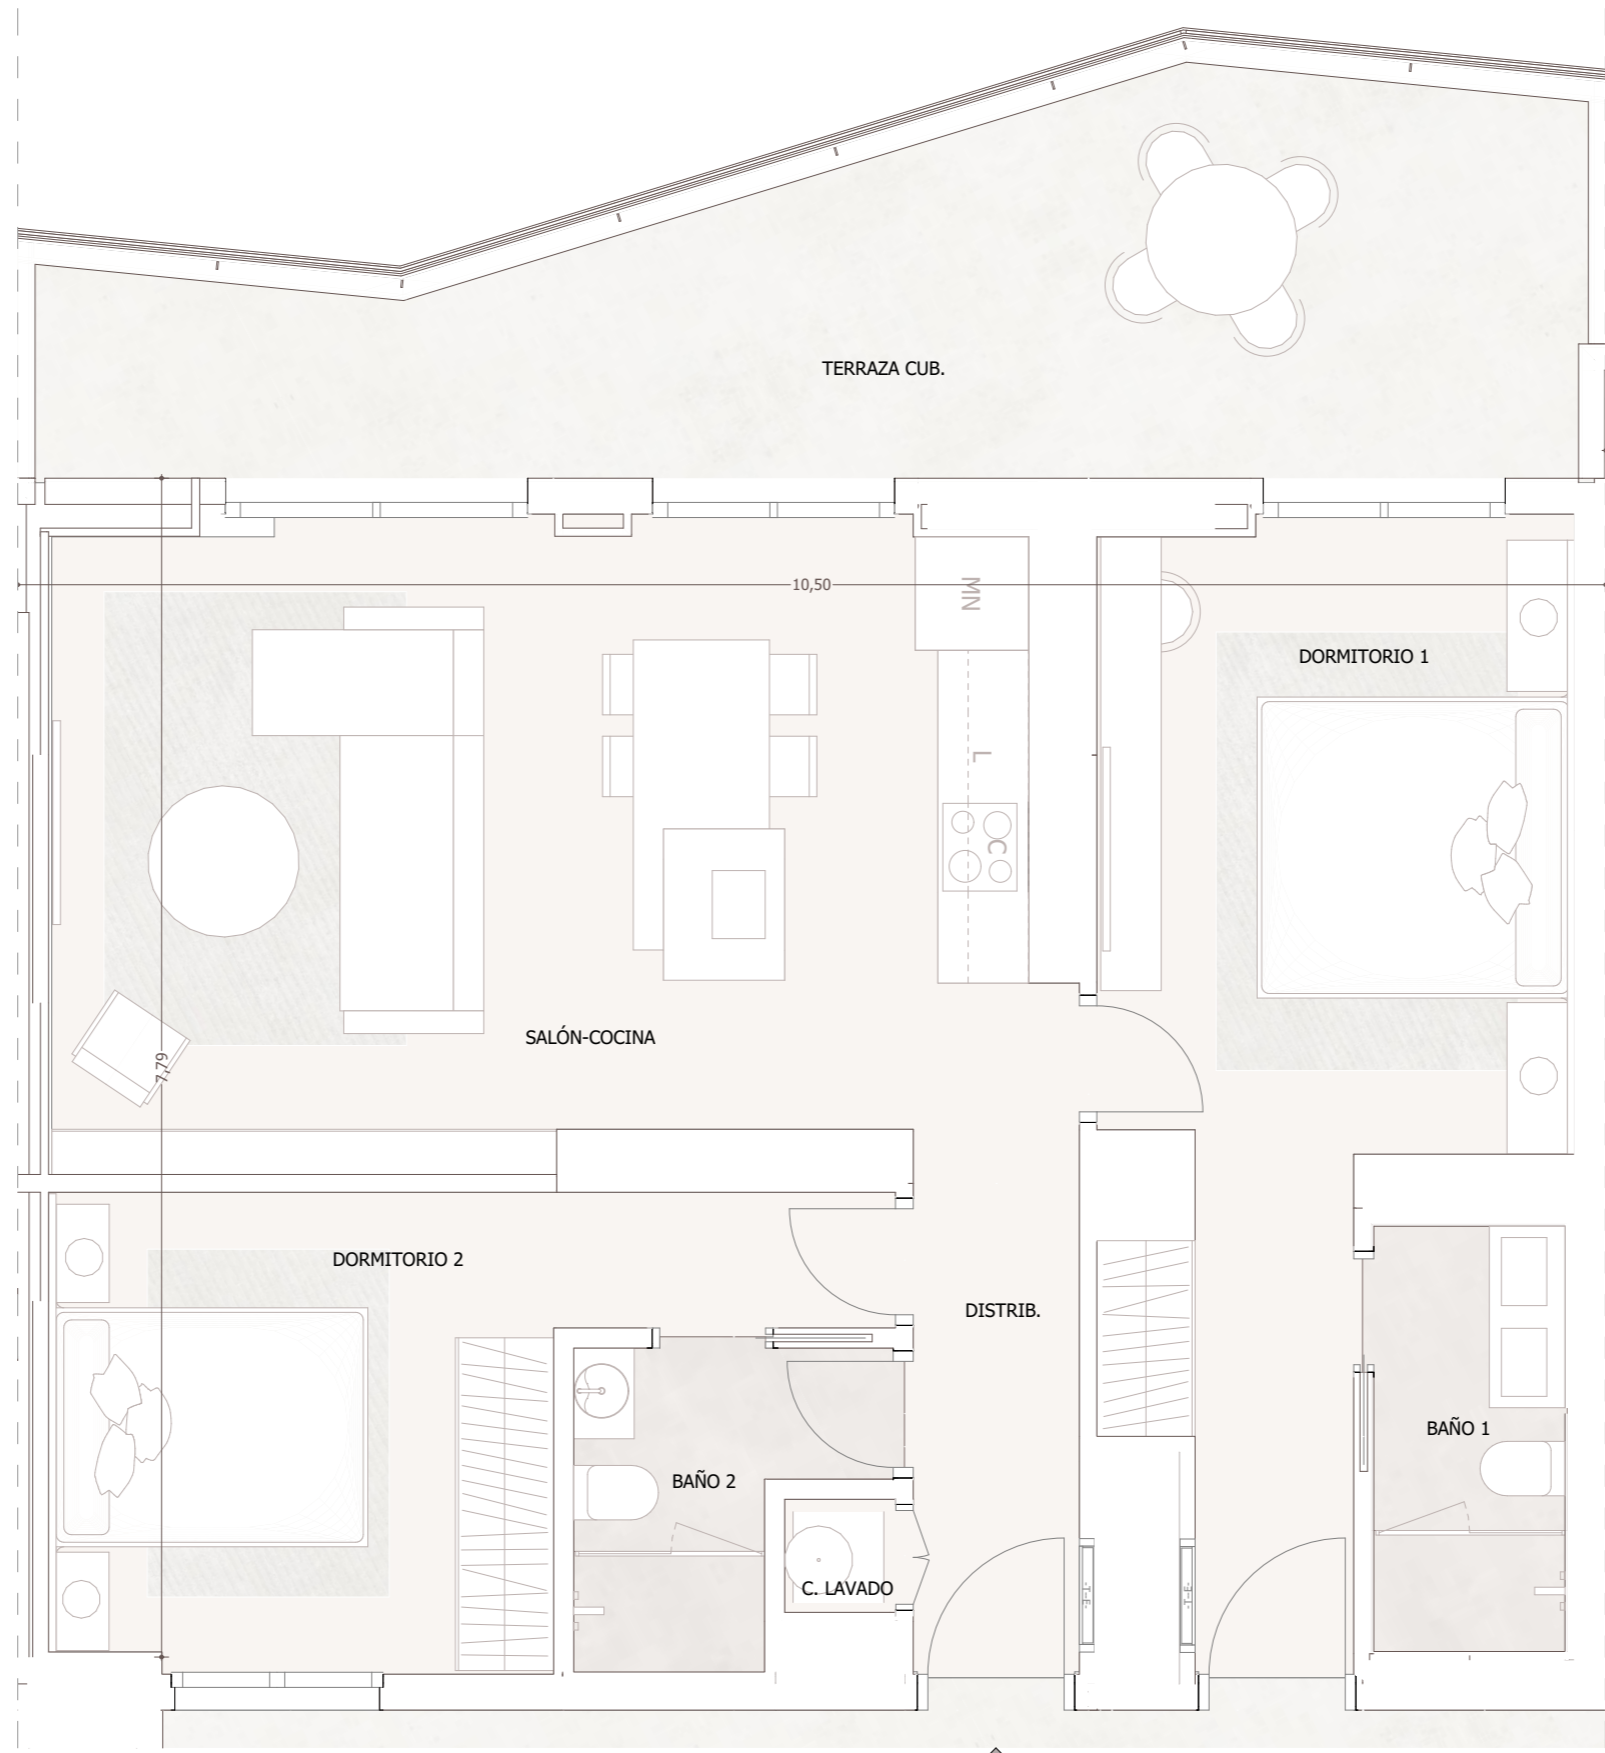 TERRAZA CUB.
10,50
MN
DORMITORIO 1
L
C
SALÓN-COCINA
7,79
DORMITORIO 2
DISTRIB.
BAÑO 1
BAÑO 2
C. LAVADO
-T-E-
-T-E-